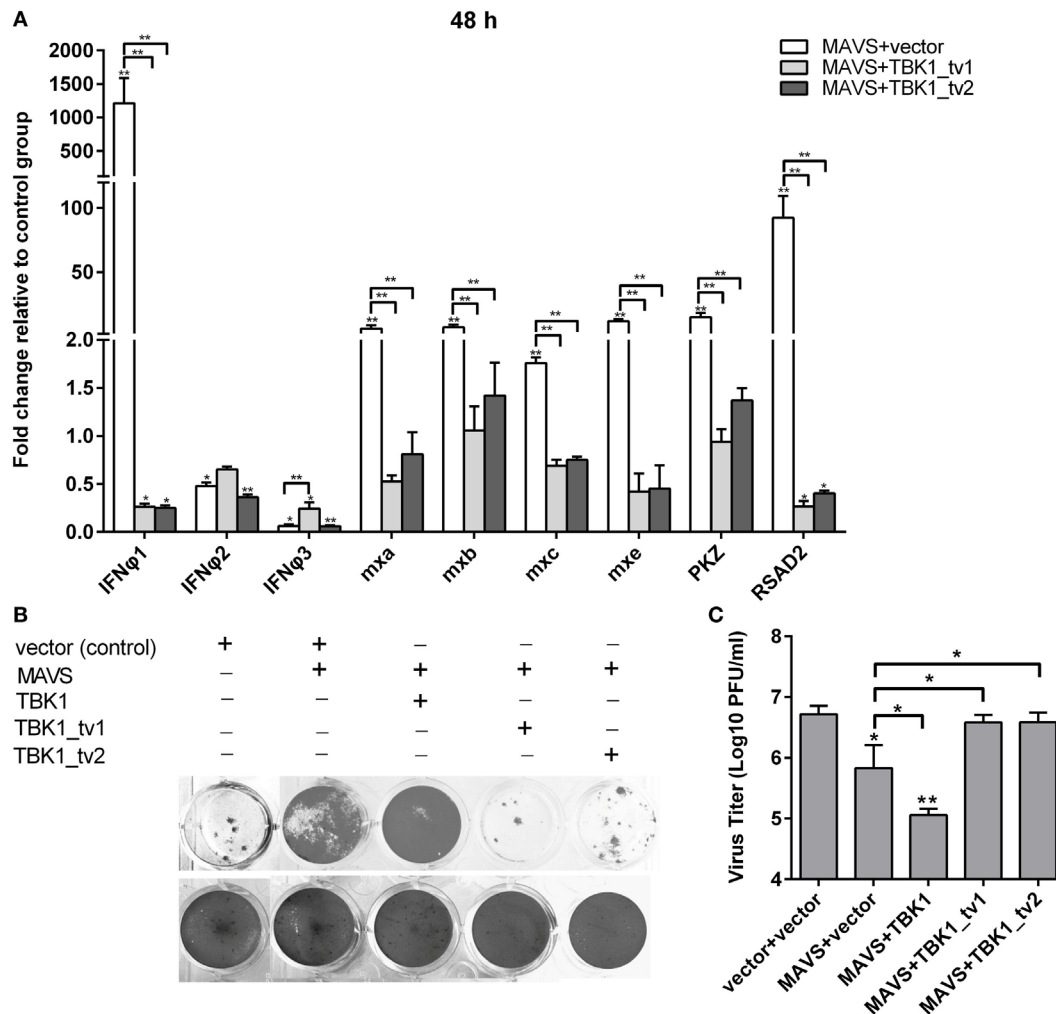 A
48 h
MAVS+vector
MAVS+TBK1_tv1
MAVS+TBK1_tv2
Fold change relative to control group
2000
1500
1000
500
100
50
2.0
1.5
1.0
0.5
0.0
** ** **
* *
* **
** * * **
** ** **
** ** **
** ** **
** ** **
** ** **
** ** ** * *
IFNφ1 IFNφ2 IFNφ3 mxa mxb mxc mxe PKZ RSAD2
B
vector (control) + + – – –
MAVS – + + + +
TBK1 – – + – –
TBK1_tv1 – – – + –
TBK1_tv2 – – – – +
C
Virus Titer (Log10 PFU/ml)
8
7
6
5
4
*
*
*
*
**
vector+vector
MAVS+vector
MAVS+TBK1
MAVS+TBK1_tv1
MAVS+TBK1_tv2